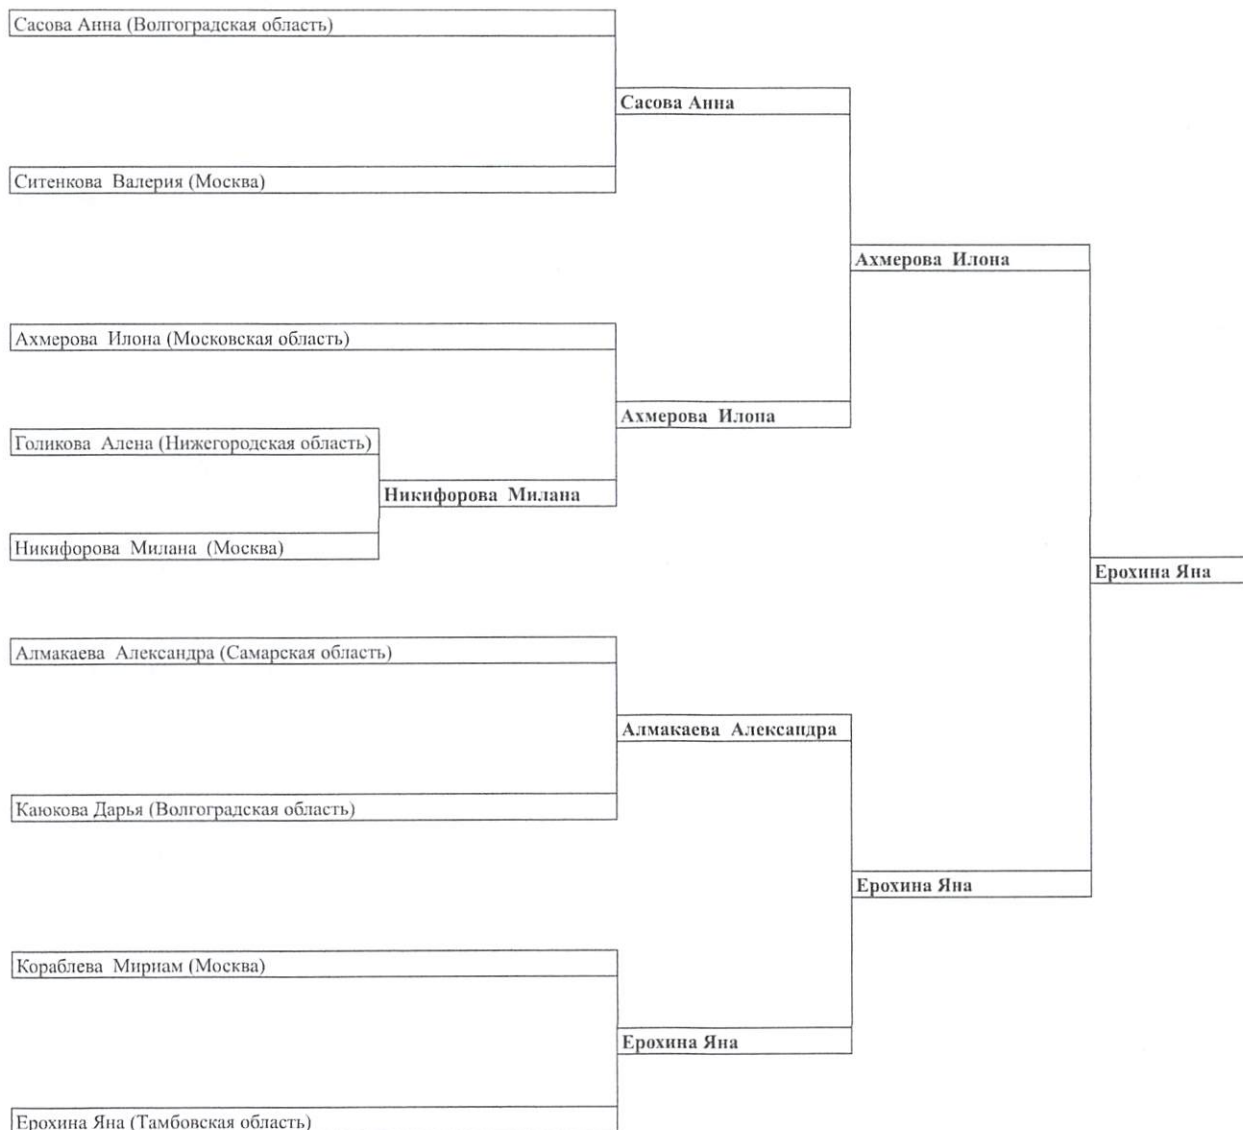 Сасова Анна (Волгоградская область)
Сасова Анна
Ситенкова Валерия (Москва)
Ахмерова Илона
Ахмерова Илона (Московская область)
Ахмерова Илона
Голикова Алена (Нижегородская область)
Никифорова Милана
Никифорова Милана (Москва)
Ерохина Яна
Алмакаева Александра (Самарская область)
Алмакаева Александра
Каюкова Дарья (Волгоградская область)
Ерохина Яна
Кораблева Мириам (Москва)
Ерохина Яна
Ерохина Яна (Тамбовская область)